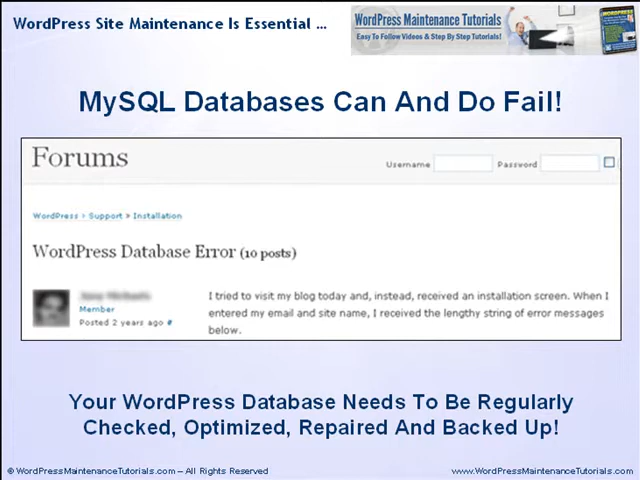 WordPress Site Maintenance Is Essential ...
WordPress Maintenance Tutorials
Easy To Follow Videos & Step By Step Tutorials!
MySQL Databases Can And Do Fail!
Forums
Username
Password
WordPress > Support > Installation
WordPress Database Error (10 posts)
Member
Posted 2 years ago #
I tried to visit my blog today and, instead, received an installation screen. When I
entered my email and site name, I received the lengthy string of error messages
below.
Your WordPress Database Needs To Be Regularly
Checked, Optimized, Repaired And Backed Up!
© WordPressMaintenanceTutorials.com – All Rights Reserved
www.WordPressMaintenanceTutorials.com